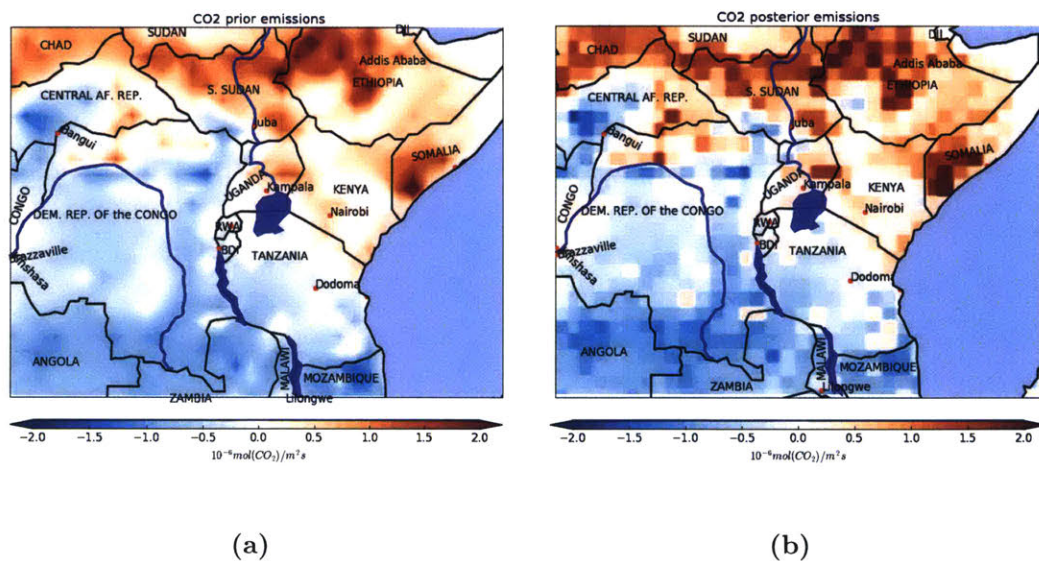 CO2 prior emissions
SUDAN
DJI.
CHAD
Addis Ababa
ETHIOPIA
CENTRAL AF. REP.
S. SUDAN
Juba
Bangui
SOMALIA
UGANDA
Kampala
KENYA
CONGO
DEM. REP. OF the CONGO
Nairobi
RWA
BDI
TANZANIA
Brazzaville
Kinshasa
Dodoma
ANGOLA
MALAWI
MOZAMBIQUE
ZAMBIA
Lilongwe
−2.0 −1.5 −1.0 −0.5 0.0 0.5 1.0 1.5 2.0
10⁻⁶mol(CO₂)/m²s
(a)
CO2 posterior emissions
SUDAN
DJI.
CHAD
Addis Ababa
ETHIOPIA
CENTRAL AF. REP.
S. SUDAN
Juba
Bangui
SOMALIA
UGANDA
Kampala
KENYA
CONGO
DEM. REP. OF the CONGO
Nairobi
RWA
BDI
TANZANIA
Brazzaville
Kinshasa
Dodoma
ANGOLA
MALAWI
MOZAMBIQUE
ZAMBIA
Lilongwe
−2.0 −1.5 −1.0 −0.5 0.0 0.5 1.0 1.5 2.0
10⁻⁶mol(CO₂)/m²s
(b)